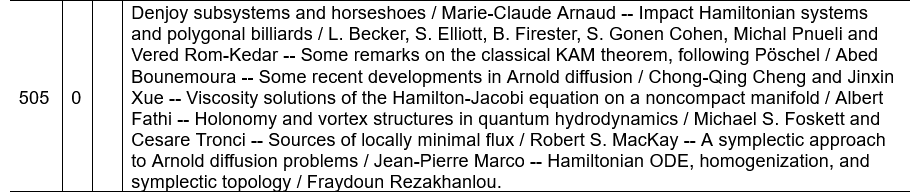 Denjoy subsystems and horseshoes / Marie-Claude Arnaud -- Impact Hamiltonian systems
and polygonal billiards / L. Becker, S. Elliott, B. Firester, S. Gonen Cohen, Michal Pnueli and
Vered Rom-Kedar -- Some remarks on the classical KAM theorem, following Pöschel / Abed
Bounemoura -- Some recent developments in Arnold diffusion / Chong-Qing Cheng and Jinxin
505 0 Xue -- Viscosity solutions of the Hamilton-Jacobi equation on a noncompact manifold / Albert
Fathi -- Holonomy and vortex structures in quantum hydrodynamics / Michael S. Foskett and
Cesare Tronci -- Sources of locally minimal flux / Robert S. MacKay -- A symplectic approach
to Arnold diffusion problems / Jean-Pierre Marco -- Hamiltonian ODE, homogenization, and
symplectic topology / Fraydoun Rezakhanlou.